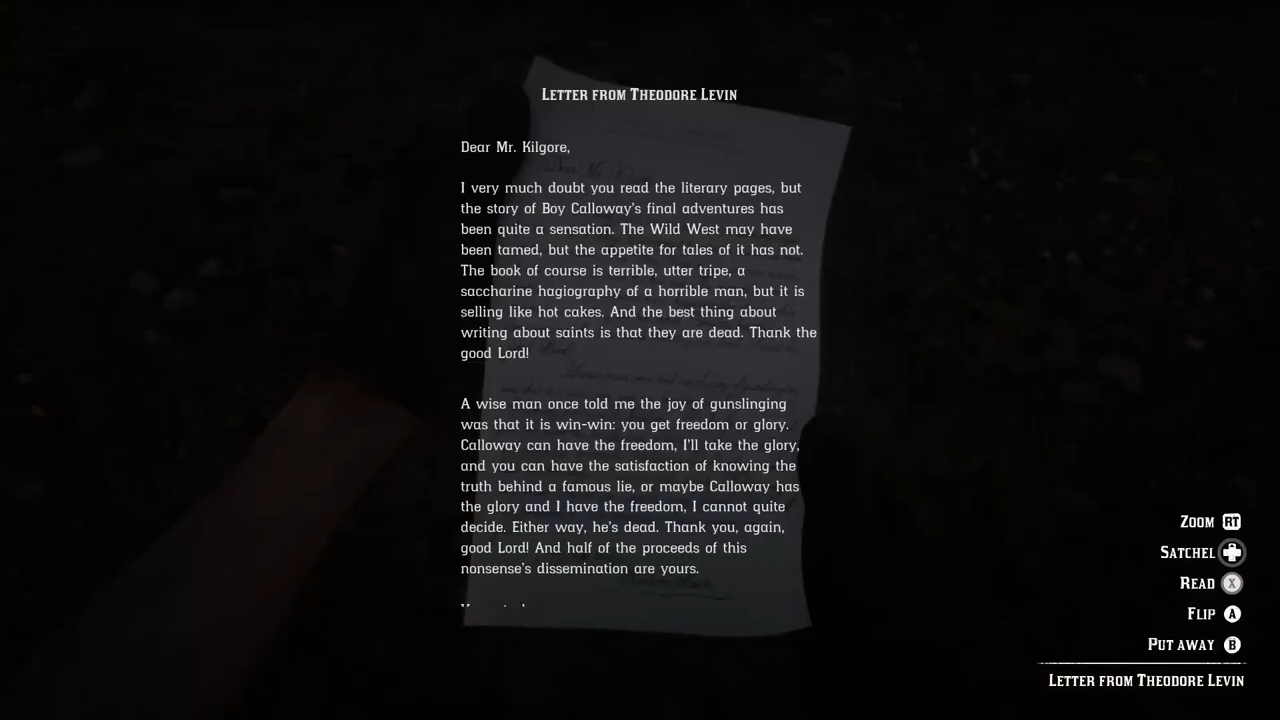 Letter from Theodore Levin
Dear Mr. Kilgore,
I very much doubt you read the literary pages, but
the story of Boy Calloway's final adventures has
been quite a sensation. The Wild West may have
been tamed, but the appetite for tales of it has not.
The book of course is terrible, utter tripe, a
saccharine hagiography of a horrible man, but it is
selling like hot cakes. And the best thing about
writing about saints is that they are dead. Thank the
good Lord!
A wise man once told me the joy of gunslinging
was that it is win-win: you get freedom or glory.
Calloway can have the freedom, I'll take the glory,
and you can have the satisfaction of knowing the
truth behind a famous lie, or maybe Calloway has
the glory and I have the freedom, I cannot quite
decide. Either way, he's dead. Thank you, again,
good Lord! And half of the proceeds of this
nonsense's dissemination are yours.
Zoom RT
Satchel
Read X
Flip A
Put away B
Letter from Theodore Levin